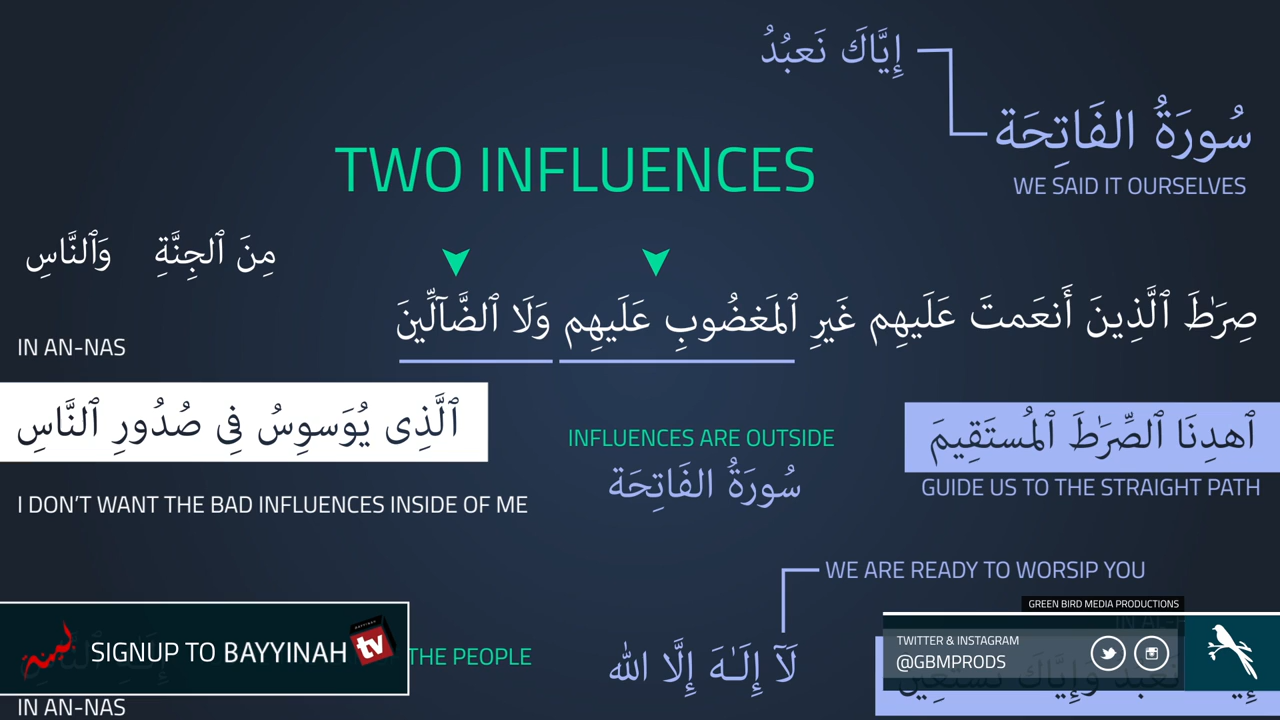 إِيَّاكَ نَعبُدُ
سُورَةُ الفَاتِحَة
WE SAID IT OURSELVES
TWO INFLUENCES
مِنَ ٱلجِنَّةِ وَٱلنَّاسِ
IN AN-NAS
صِرَٰطَ ٱلَّذِينَ أَنعَمتَ عَلَيهِم غَيرِ ٱلمَغضُوبِ عَلَيهِم وَلَا ٱلضَّآلِّينَ
ٱلَّذِى يُوَسوِسُ فِى صُدُورِ ٱلنَّاسِ
I DON'T WANT THE BAD INFLUENCES INSIDE OF ME
INFLUENCES ARE OUTSIDE
سُورَةُ الفَاتِحَة
ٱهدِنَا ٱلصِّرَٰطَ ٱلمُستَقِيمَ
GUIDE US TO THE STRAIGHT PATH
WE ARE READY TO WORSIP YOU
لَآ إِلَـٰهَ إِلَّا الله
SIGNUP TO BAYYINAH tv
THE PEOPLE
IN AN-NAS
GREEN BIRD MEDIA PRODUCTIONS
TWITTER & INSTAGRAM
@GBMPRODS